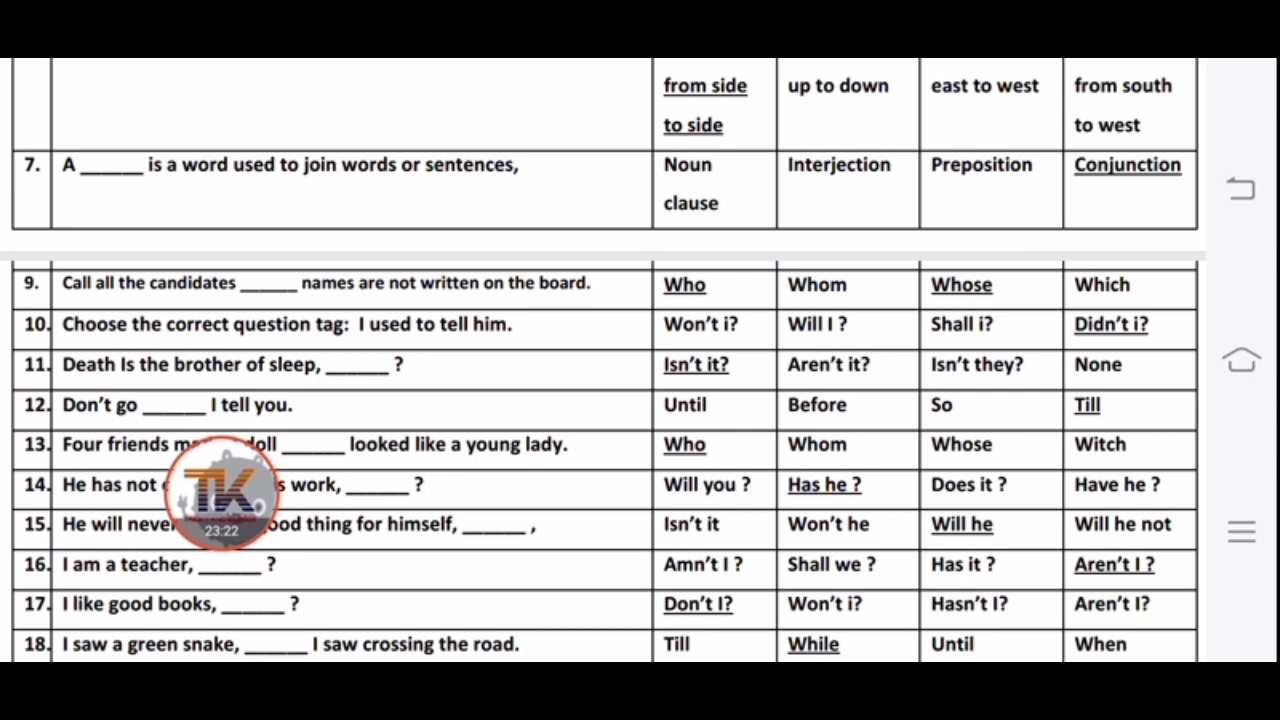 from side up to down east to west from south
to side to west
7. A ______ is a word used to join words or sentences, Noun Interjection Preposition Conjunction
clause
9. Call all the candidates ______ names are not written on the board. Who Whom Whose Which
10. Choose the correct question tag: I used to tell him. Won't i? Will I ? Shall i? Didn't i?
11. Death Is the brother of sleep, ______ ? Isn't it? Aren't it? Isn't they? None
12. Don't go ______ I tell you. Until Before So Till
13. Four friends doll ______ looked like a young lady. Who Whom Whose Witch
14. He has not work, ______ ? Will you ? Has he ? Does it ? Have he ?
15. He will never thing for himself, ______ , Isn't it Won't he Will he Will he not
16. I am a teacher, ______ ? Amn't I ? Shall we ? Has it ? Aren't I ?
17. I like good books, ______ ? Don't I? Won't i? Hasn't I? Aren't I?
18. I saw a green snake, ______ I saw crossing the road. Till While Until When
TK
23:22